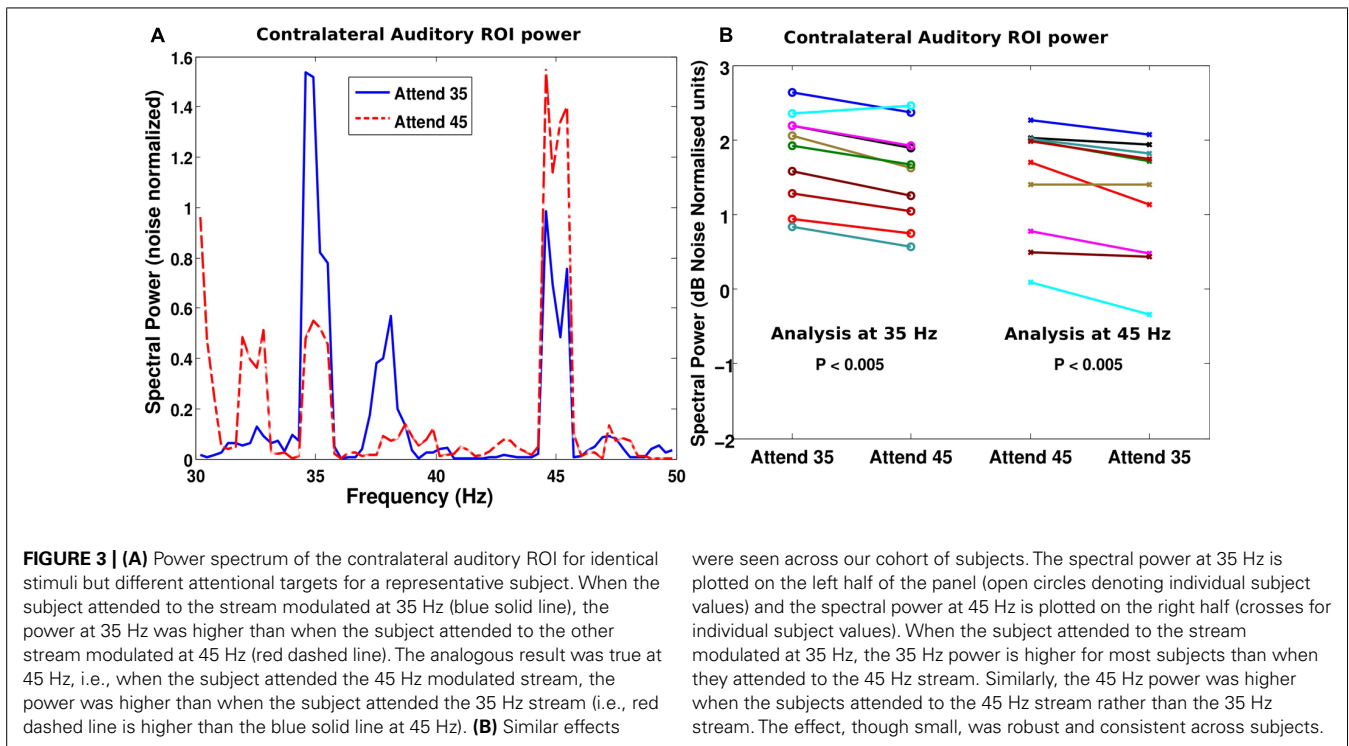 A
Contralateral Auditory ROI power
Spectral Power (noise normalized)
1.6
1.4
1.2
1
0.8
0.6
0.4
0.2
0
Attend 35
Attend 45
30
35
40
45
50
Frequency (Hz)
B
Contralateral Auditory ROI power
Spectral Power (dB Noise Normalised units)
3
2
1
0
−1
−2
Analysis at 35 Hz
P < 0.005
Analysis at 45 Hz
P < 0.005
Attend 35
Attend 45
Attend 45
Attend 35
FIGURE 3 | (A) Power spectrum of the contralateral auditory ROI for identical
stimuli but different attentional targets for a representative subject. When the
subject attended to the stream modulated at 35 Hz (blue solid line), the
power at 35 Hz was higher than when the subject attended to the other
stream modulated at 45 Hz (red dashed line). The analogous result was true at
45 Hz, i.e., when the subject attended the 45 Hz modulated stream, the
power was higher than when the subject attended the 35 Hz stream (i.e., red
dashed line is higher than the blue solid line at 45 Hz). (B) Similar effects
were seen across our cohort of subjects. The spectral power at 35 Hz is
plotted on the left half of the panel (open circles denoting individual subject
values) and the spectral power at 45 Hz is plotted on the right half (crosses for
individual subject values). When the subject attended to the stream
modulated at 35 Hz, the 35 Hz power is higher for most subjects than when
they attended to the 45 Hz stream. Similarly, the 45 Hz power was higher
when the subjects attended to the 45 Hz stream rather than the 35 Hz
stream. The effect, though small, was robust and consistent across subjects.